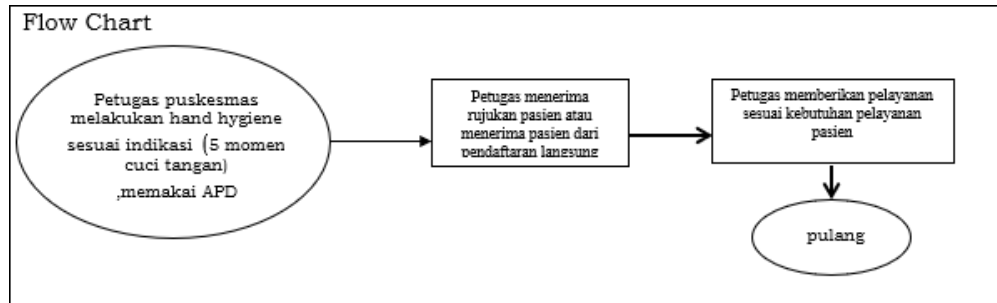 Flow Chart
Petugas puskesmas
melakukan hand hygiene
sesuai indikasi (5 momen
cuci tangan)
,memakai APD
Petugas menerima
rujukan pasien atau
menerima pasien dari
pendaftaran langsung
Petugas memberikan pelayanan
sesuai kebutuhan pelayanan
pasien
pulang